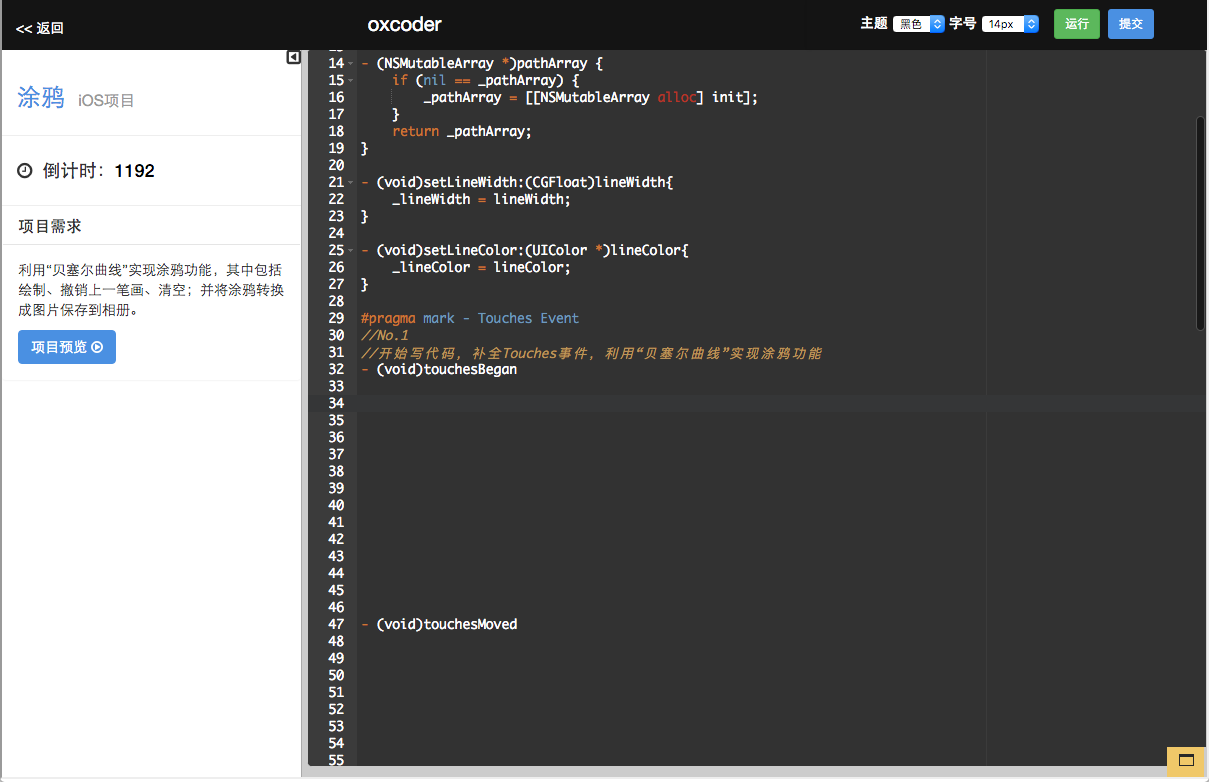 << 返回
oxcoder
主题 黑色 字号 14px 运行 提交
涂鸦 iOS项目
倒计时：1192
项目需求
利用“贝塞尔曲线”实现涂鸦功能，其中包括
绘制、撤销上一笔画、清空；并将涂鸦转换
成图片保存到相册。
项目预览
14 - (NSMutableArray *)pathArray {
15     if (nil == _pathArray) {
16         _pathArray = [[NSMutableArray alloc] init];
17     }
18     return _pathArray;
19 }
20
21 - (void)setLineWidth:(CGFloat)lineWidth{
22     _lineWidth = lineWidth;
23 }
24
25 - (void)setLineColor:(UIColor *)lineColor{
26     _lineColor = lineColor;
27 }
28
29 #pragma mark - Touches Event
30 //No.1
31 //开始写代码，补全Touches事件，利用“贝塞尔曲线”实现涂鸦功能
32 - (void)touchesBegan
33
34
35
36
37
38
39
40
41
42
43
44
45
46
47 - (void)touchesMoved
48
49
50
51
52
53
54
55